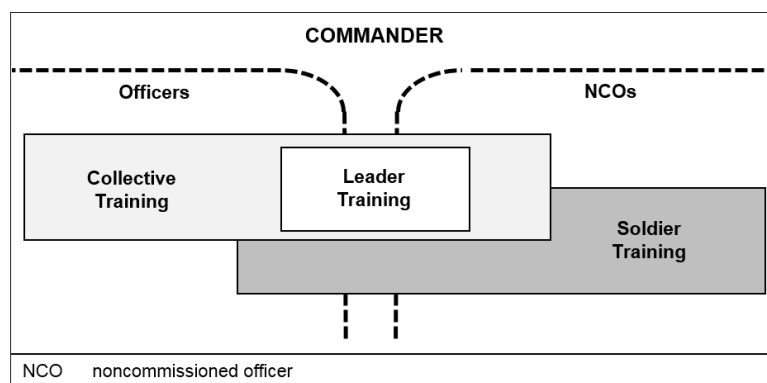 COMMANDER
Officers
NCOs
Collective
Training
Leader
Training
Soldier
Training
NCO noncommissioned officer